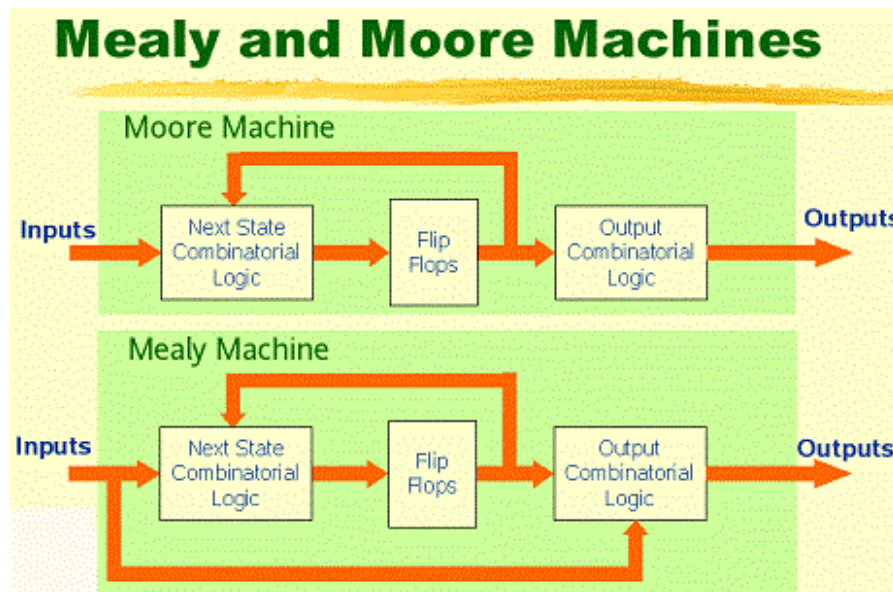 Mealy and Moore Machines
Moore Machine
Inputs
Next State
Combinatorial
Logic
Flip
Flops
Output
Combinatorial
Logic
Outputs
Mealy Machine
Inputs
Next State
Combinatorial
Logic
Flip
Flops
Output
Combinatorial
Logic
Outputs